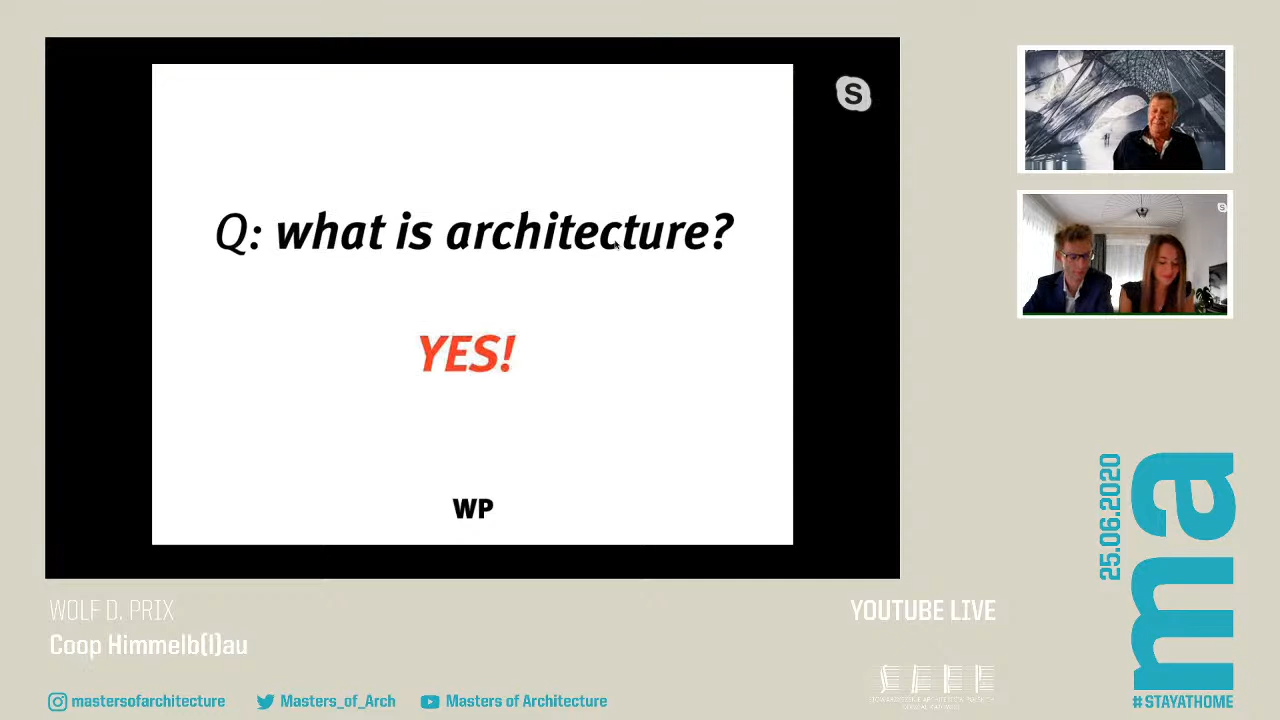 Q: what is architecture?
YES!
WP
S
S
WOLF D. PRIX
Coop Himmelb(l)au
YOUTUBE LIVE
mastersofarchitecture
Masters_of_Arch
Masters of Architecture
25.06.2020
ma
#STAYATHOME